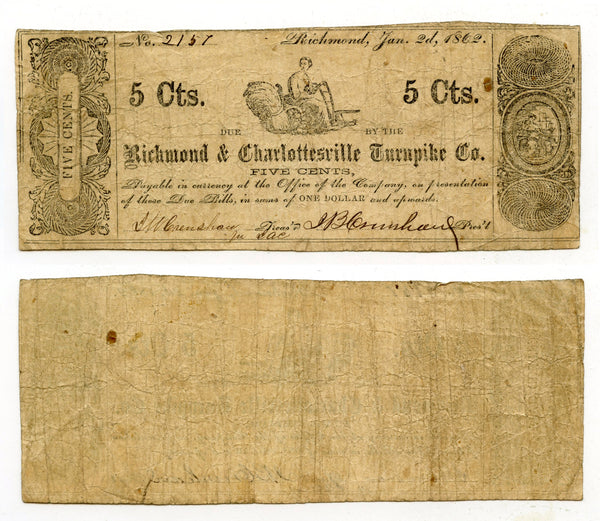 No. 2157 Richmond, Jan. 2d, 1862.
5 Cts. 5 Cts.
FIVE CENTS.
DUE BY THE
Richmond & Charlottesville Turnpike Co.
FIVE CENTS,
Payable in currency at the Office of the Company, on presentation
of these Due Bills, in sums of ONE DOLLAR and upwards.
Crenshaw Treas'r J B Crenshaw Pres't